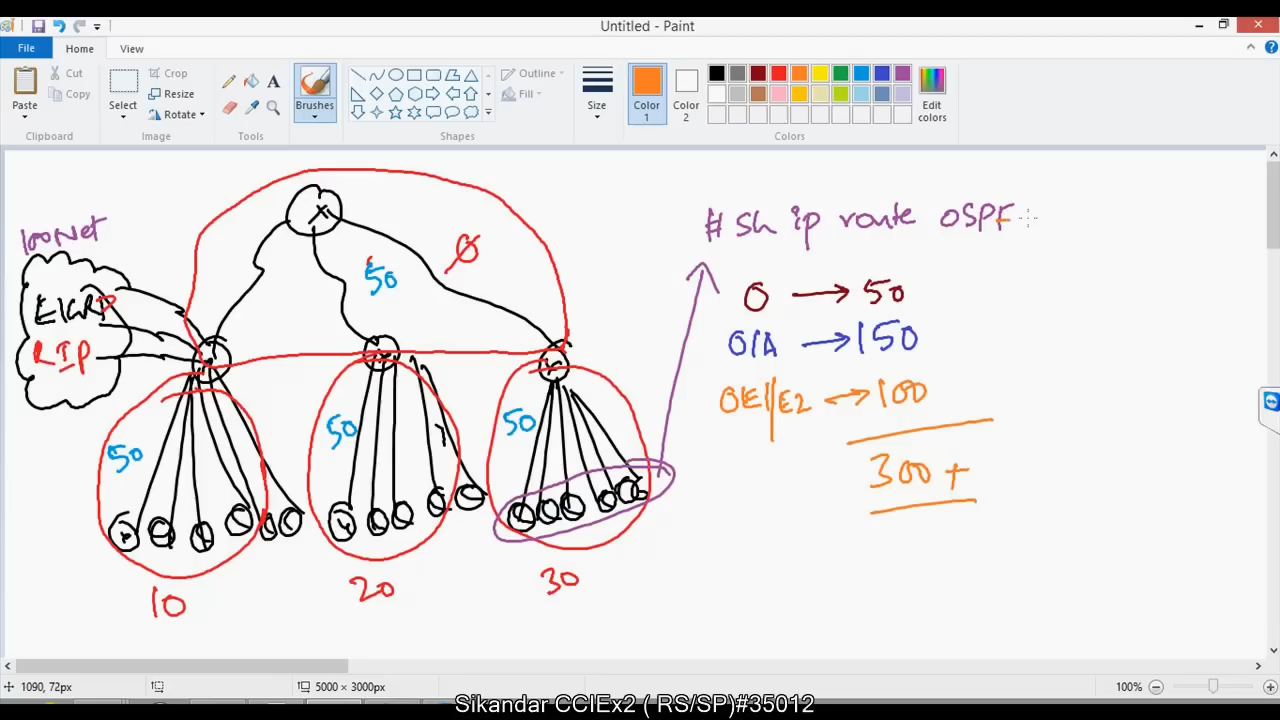 Untitled - Paint
File
Home
View
Paste
Cut
Copy
Clipboard
Select
Crop
Resize
Rotate
Image
Tools
Brushes
Shapes
Outline
Fill
Size
Color 1
Color 2
Edit colors
Colors
100Net
EIGRP
RIP
X
50
0
# Sh ip route OSPF
O → 50
O/A → 150
OE1/E2 ↔ 100
300 +
50
50
50
10
20
30
1090, 72px
5000 × 3000px
100%
Sikandar CCIEx2 ( RS/SP)#35012